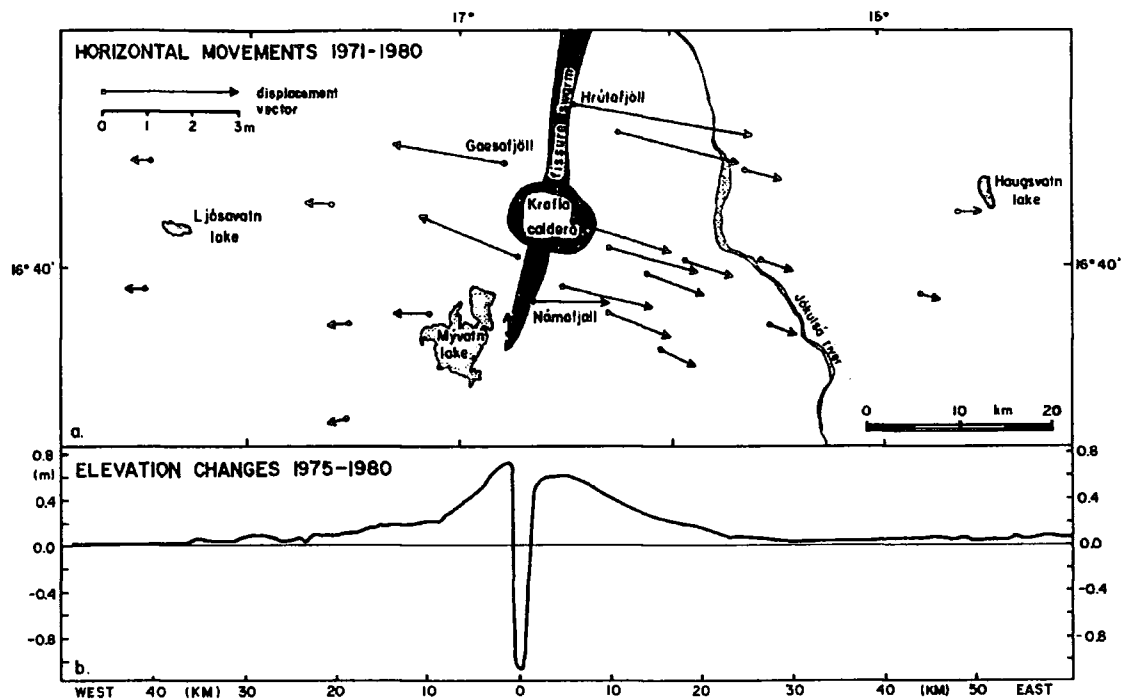 17° 15°
HORIZONTAL MOVEMENTS 1971-1980
displacement
vector
0 1 2 3m
Hrútafjöll
fissure swarm
Gaesafjöll
Haugsvatn
lake
Krafla
caldera
Ljósavatn
lake
16°40' 16°40'
Námafjall
Jökulsá river
Mývatn
lake
0 10 20
km
a.
ELEVATION CHANGES 1975-1980
0.8 0.8
(m)
0.4 0.4
0.0 0.0
-0.4 -0.4
-0.8 -0.8
b.
WEST 40 (KM) 30 20 10 0 10 20 30 40 (KM) 50 EAST